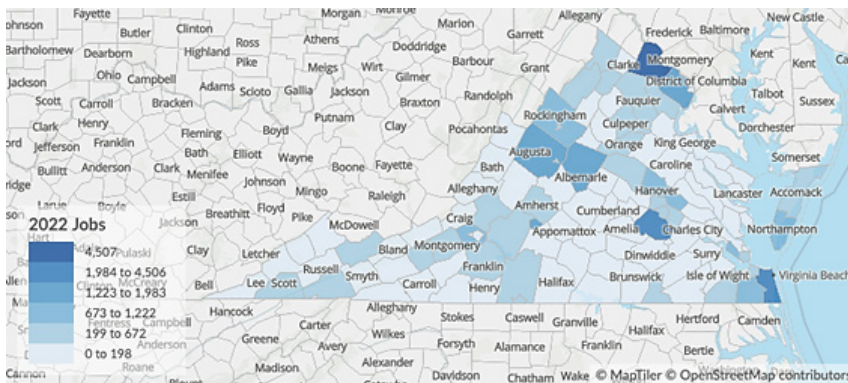 Fayette
Morgan
Monroe
Allegany
New Castle
Johnson
Butler
Clinton
Marion
Frederick
Baltimore
Ross
Athens
Garrett
Bartholomew
Dearborn
Highland
Pike
Doddridge
Kent
Meigs
Wirt
Barbour
Grant
Clarke
Montgomery
Kent
Jackson
Ohio
Campbell
Gilmer
District of Columbia
Adams
Scioto
Gallia
Jackson
Randolph
Fauquier
Talbot
Sussex
Scott
Carroll
Bracken
Braxton
Calvert
Henry
Putnam
Rockingham
Clark
Clay
Pocahontas
Culpeper
Dorchester
Jefferson
Franklin
Fleming
Boyd
Orange
King George
Bath
Elliott
Wayne
Augusta
Somerset
Bullitt
Anderson
Clark
Menifee
Boone
Fayette
Bath
Caroline
Johnson
Albemarle
Estill
Mingo
Raleigh
Alleghany
Hanover
Lancaster
Accomack
Larue
Boyle
Breathitt
Floyd
Pike
Amherst
Cumberland
Jackson
McDowell
Craig
Northampton
2022 Jobs
4,507
1,984 to 4,506
1,223 to 1,983
673 to 1,222
199 to 672
0 to 198
Hart
Pulaski
Clay
Letcher
Bland
Montgomery
Appomattox
Amelia
Charles City
Dinwiddie
Surry
McCreary
Bell
Lee
Scott
Russell
Smyth
Franklin
Carroll
Henry
Halifax
Brunswick
Isle of Wight
Virginia Beach
Hancock
Alleghany
Stokes
Caswell
Granville
Hertford
Camden
Fentress
Campbell
Carter
Wilkes
Halifax
Greene
Forsyth
Alamance
Franklin
Bertie
Anderson
Avery
Roane
Madison
Alexander
Davidson
Chatham
Wake
© MapTiler © OpenStreetMap contributors